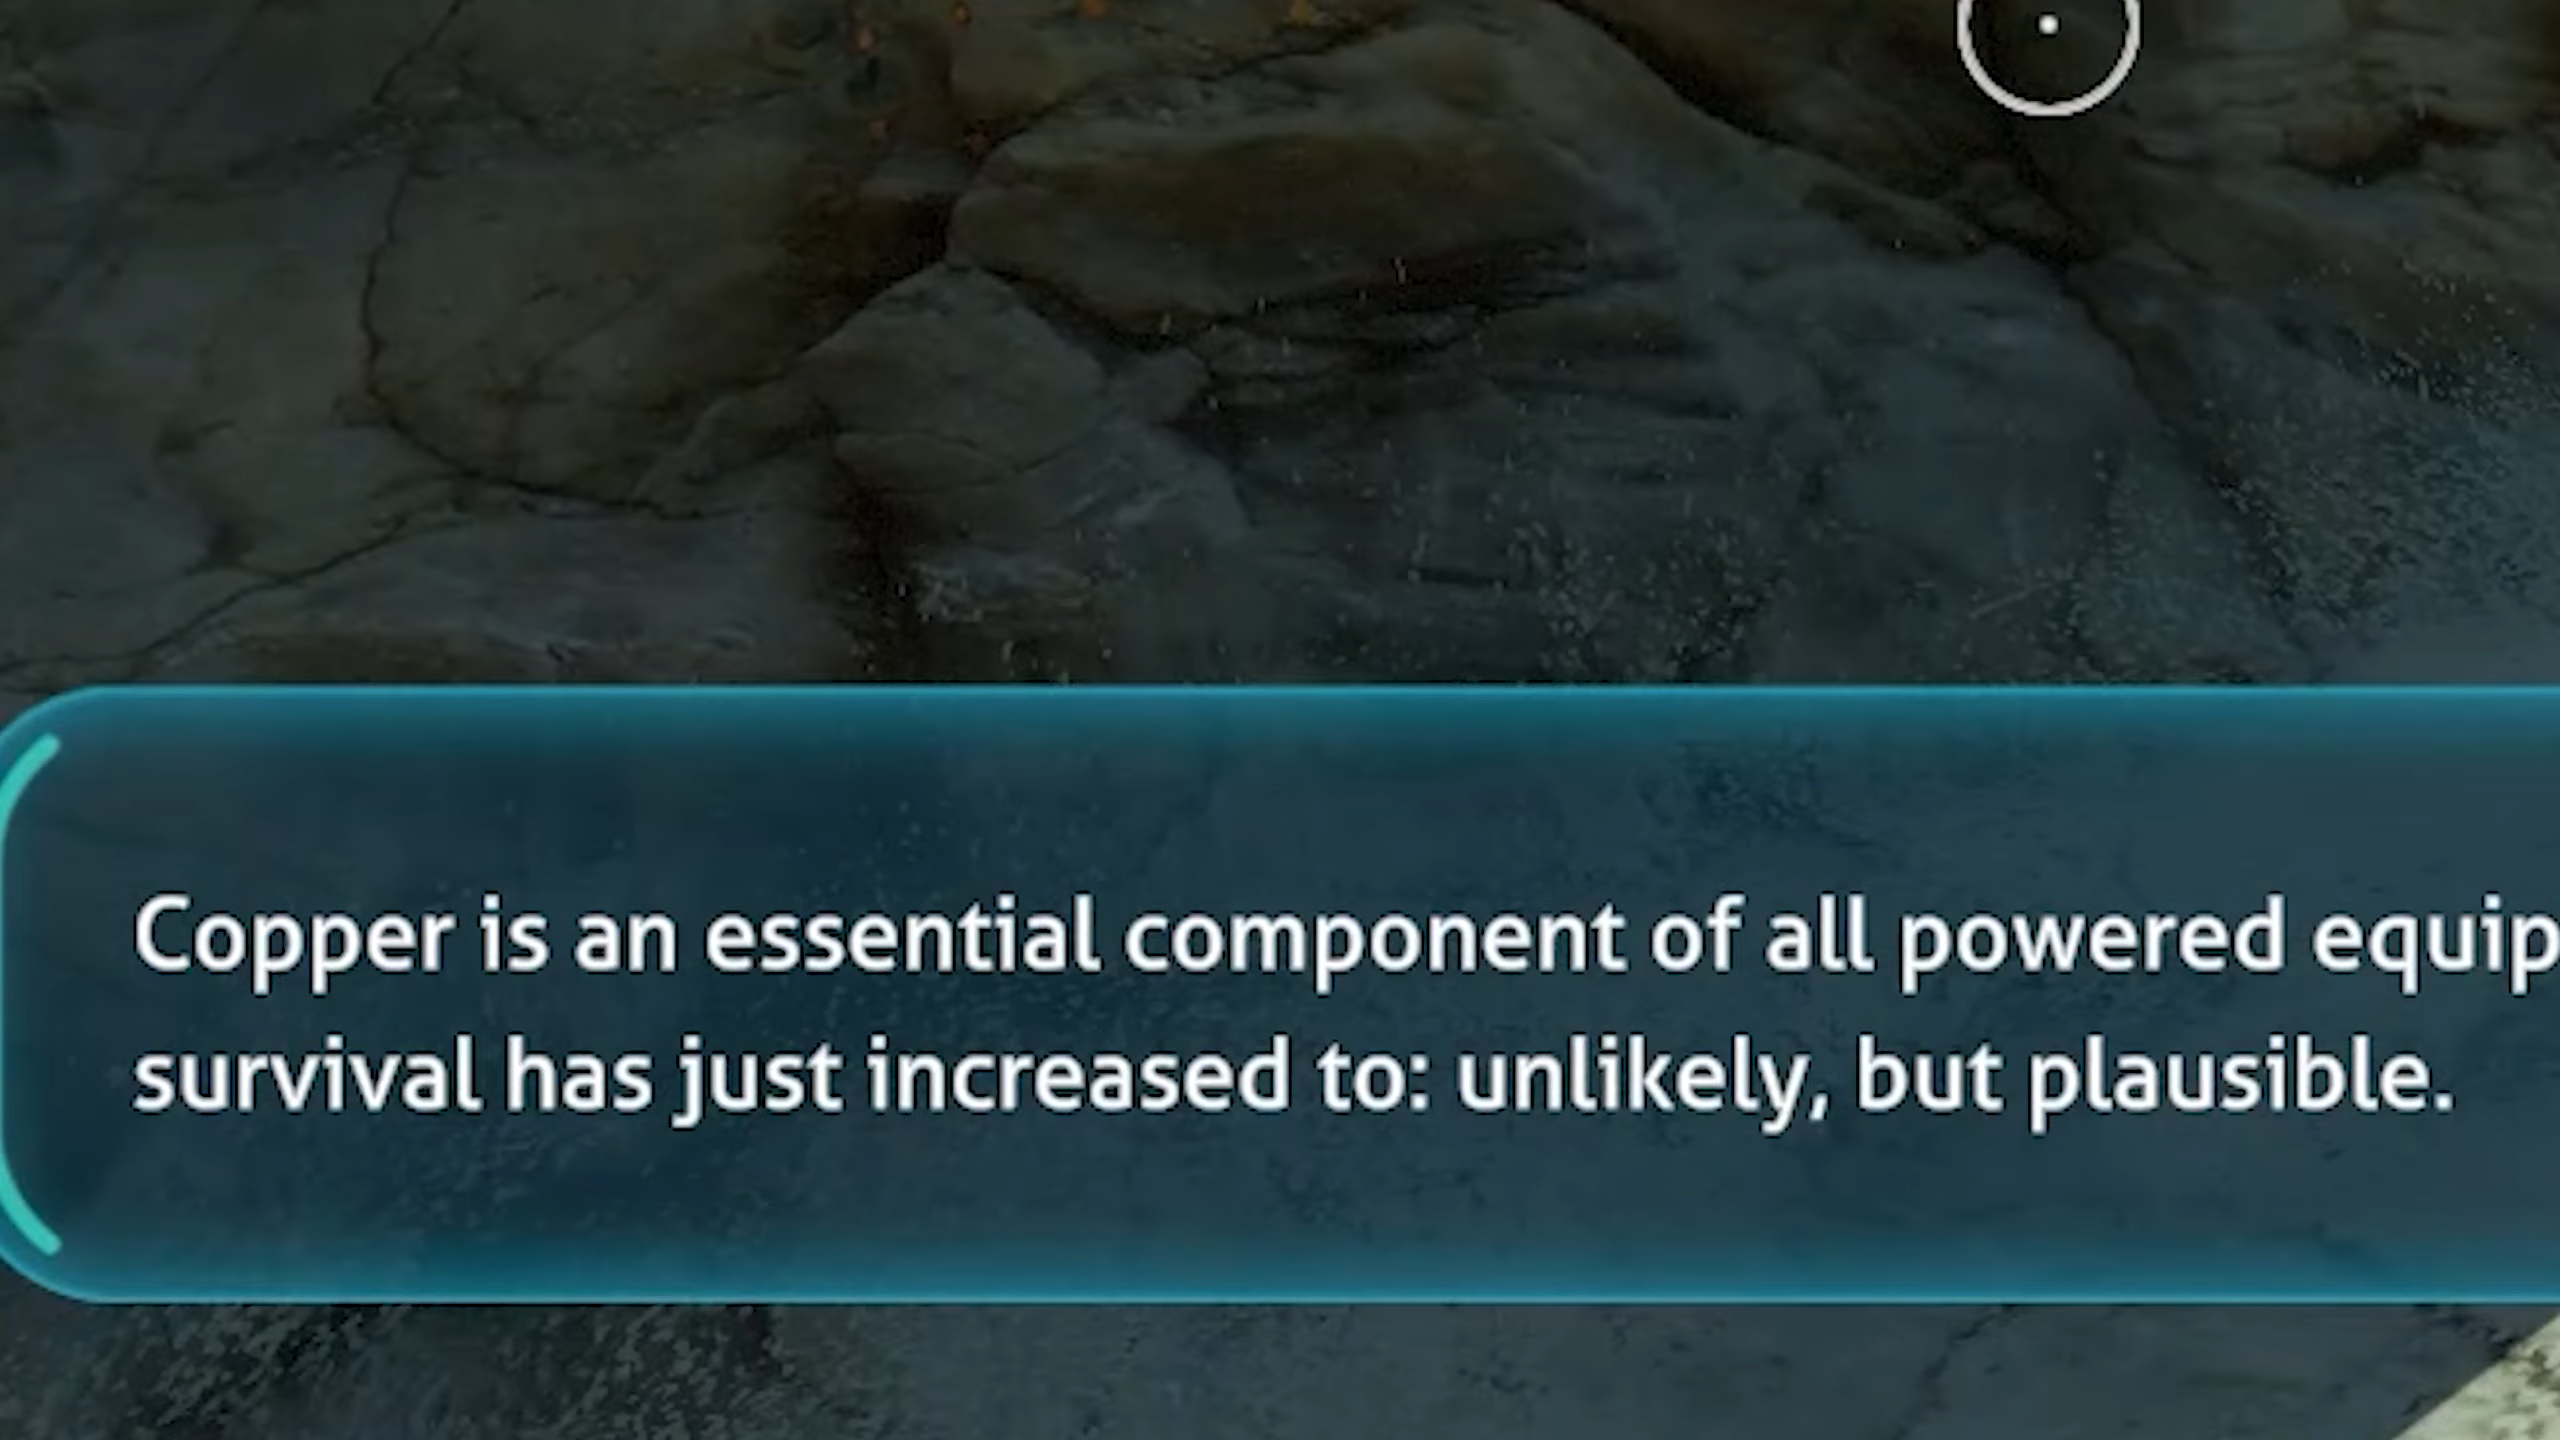 Copper is an essential component of all powered equip
survival has just increased to: unlikely, but plausible.